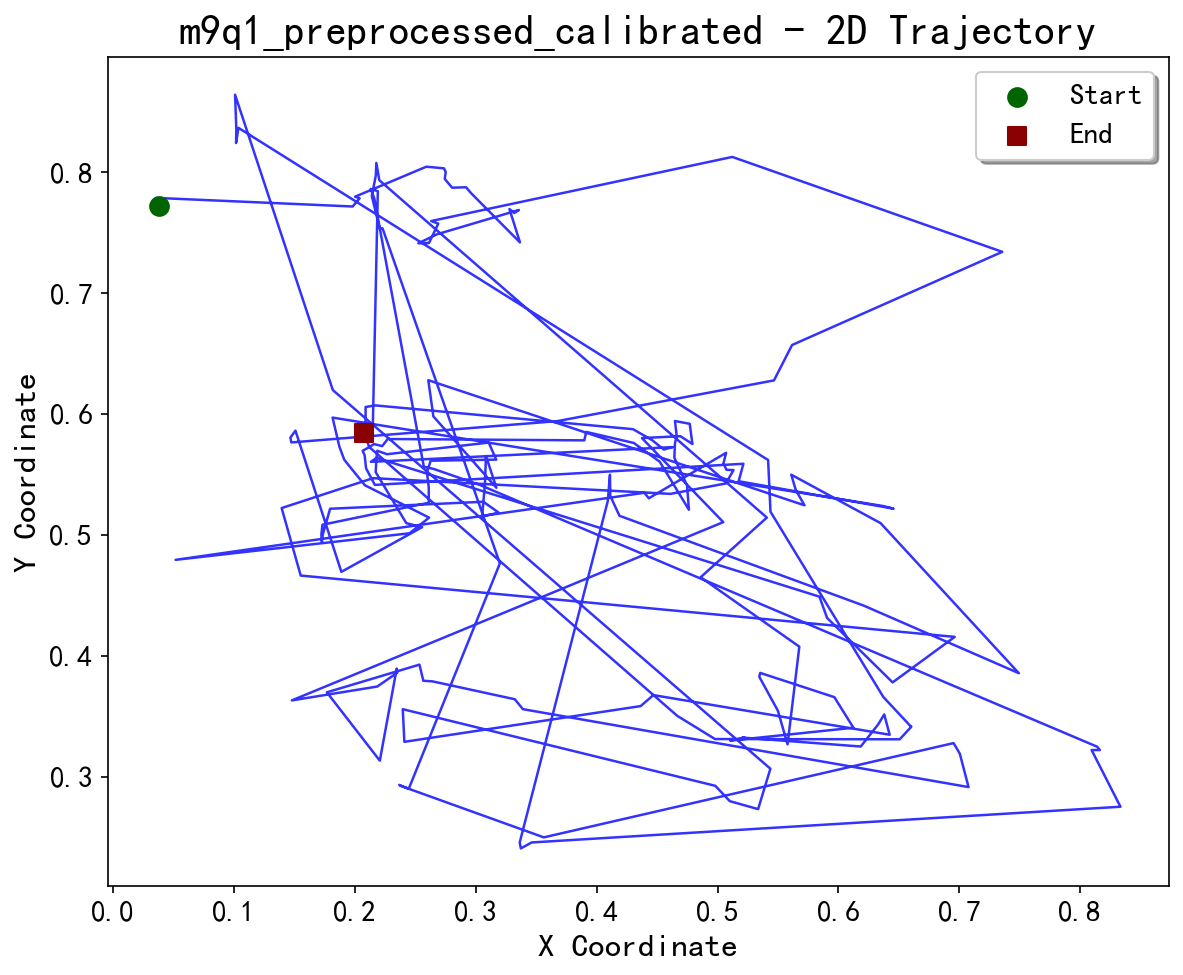 m9q1_preprocessed_calibrated - 2D Trajectory
Start
End
0.8
0.7
0.6
0.5
0.4
0.3
Y Coordinate
0.0 0.1 0.2 0.3 0.4 0.5 0.6 0.7 0.8
X Coordinate